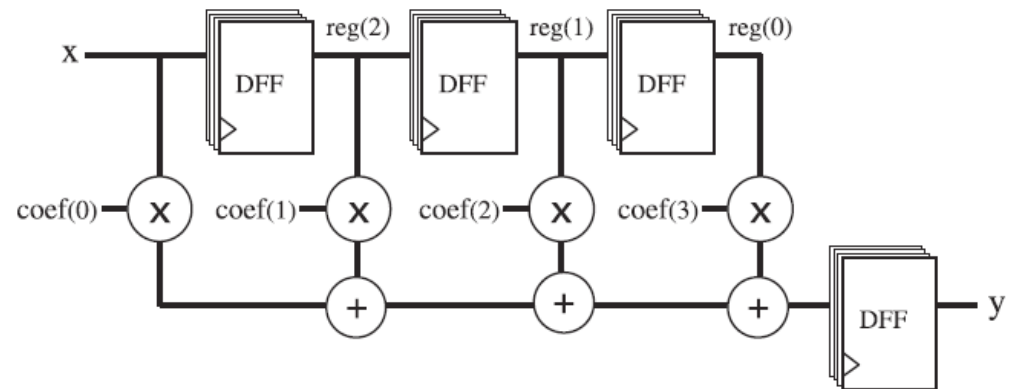 reg(2) reg(1) reg(0)
x
DFF DFF DFF
coef(0) x coef(1) x coef(2) x coef(3) x
+ + +
y
DFF